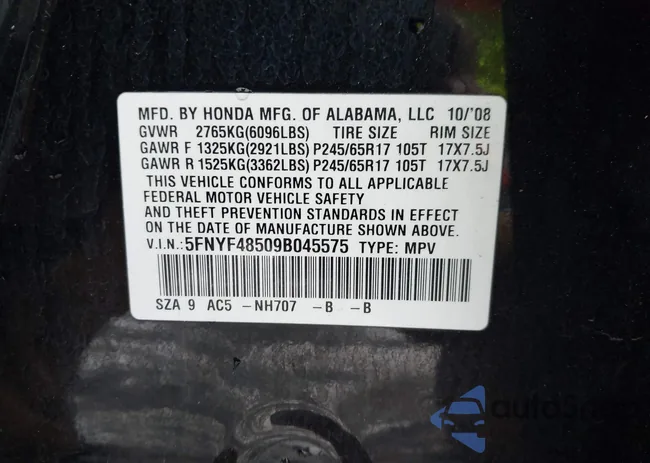 MFD. BY HONDA MFG. OF ALABAMA, LLC 10/'08
GVWR 2765KG(6096LBS) TIRE SIZE RIM SIZE
GAWR F 1325KG(2921LBS) P245/65R17 105T 17X7.5J
GAWR R 1525KG(3362LBS) P245/65R17 105T 17X7.5J
THIS VEHICLE CONFORMS TO ALL APPLICABLE
FEDERAL MOTOR VEHICLE SAFETY
AND THEFT PREVENTION STANDARDS IN EFFECT
ON THE DATE OF MANUFACTURE SHOWN ABOVE.
V.I.N.:5FNYF48509B045575 TYPE: MPV
SZA 9 AC5 -NH707 -B -B